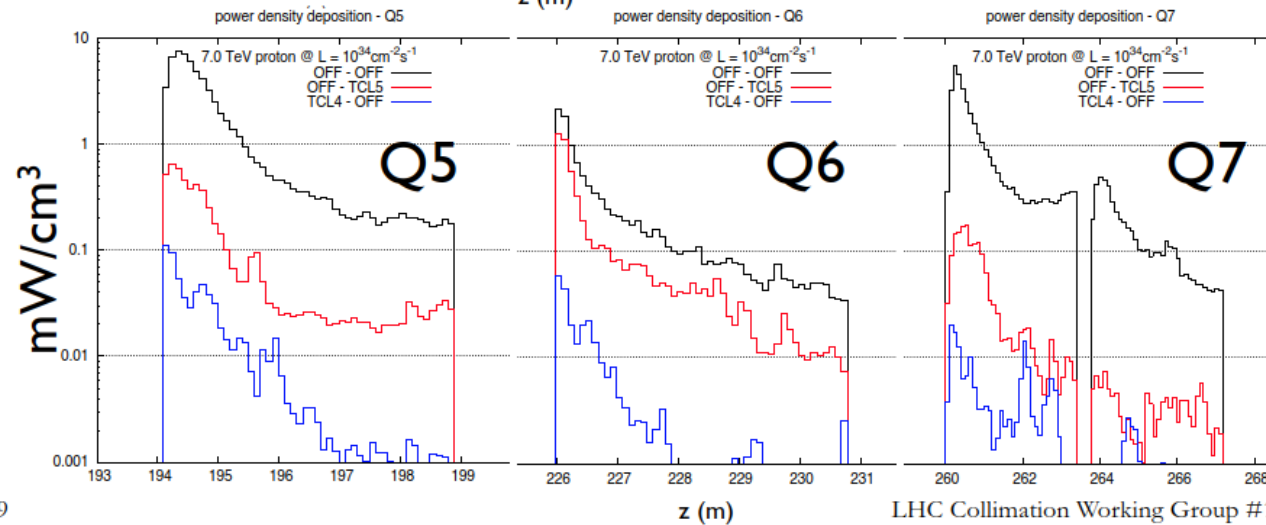 z (m)
power density deposition - Q5
power density deposition - Q6
power density deposition - Q7
7.0 TeV proton @ L = 10³⁴cm⁻²s⁻¹
OFF - OFF
OFF - TCL5
TCL4 - OFF
7.0 TeV proton @ L = 10³⁴cm⁻²s⁻¹
OFF - OFF
OFF - TCL5
TCL4 - OFF
7.0 TeV proton @ L = 10³⁴cm⁻²s⁻¹
OFF - OFF
OFF - TCL5
TCL4 - OFF
Q5
Q6
Q7
mW/cm³
10
1
0.1
0.01
0.001
193 194 195 196 197 198 199
226 227 228 229 230 231
260 262 264 266 268
9
z (m)
LHC Collimation Working Group #